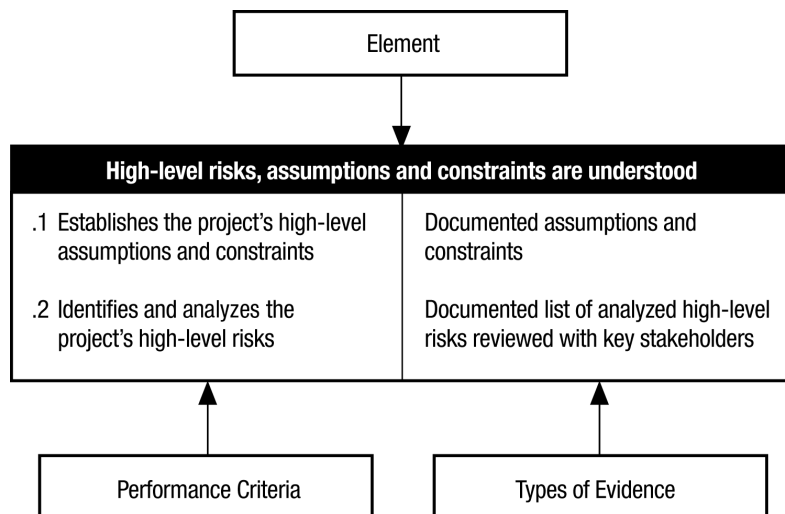 Element
High-level risks, assumptions and constraints are understood
.1 Establishes the project's high-level
assumptions and constraints
Documented assumptions and
constraints
.2 Identifies and analyzes the
project's high-level risks
Documented list of analyzed high-level
risks reviewed with key stakeholders
Performance Criteria
Types of Evidence